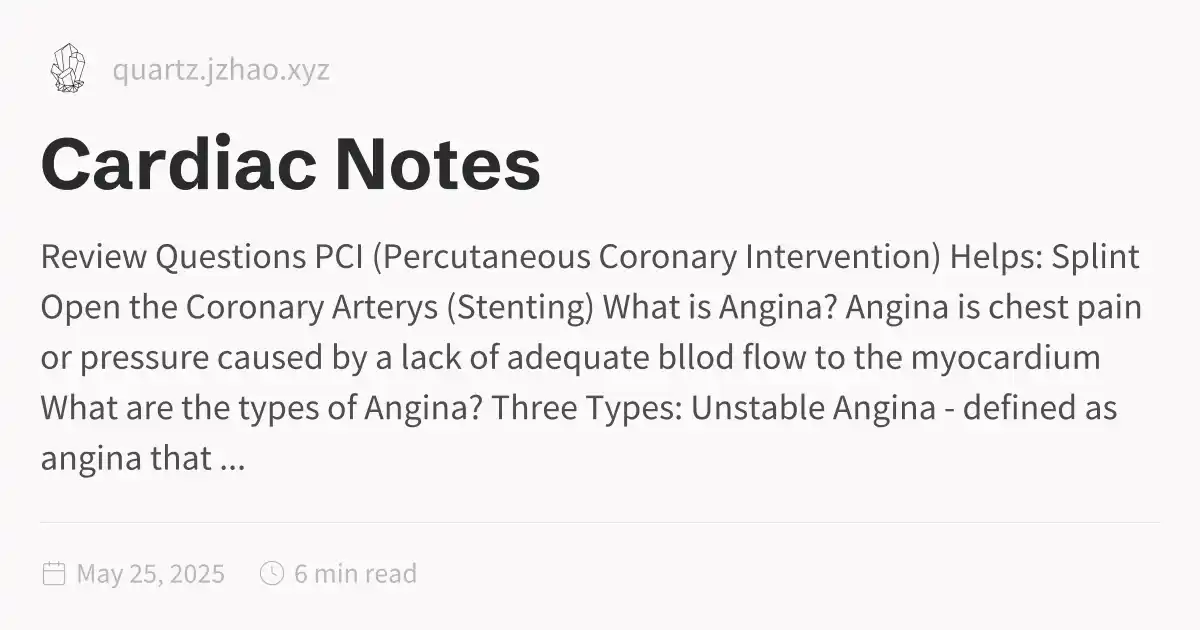 quartz.jzhao.xyz
Cardiac Notes
Review Questions PCI (Percutaneous Coronary Intervention) Helps: Splint
Open the Coronary Arterys (Stenting) What is Angina? Angina is chest pain
or pressure caused by a lack of adequate bllod flow to the myocardium
What are the types of Angina? Three Types: Unstable Angina - defined as
angina that ...
May 25, 2025 6 min read